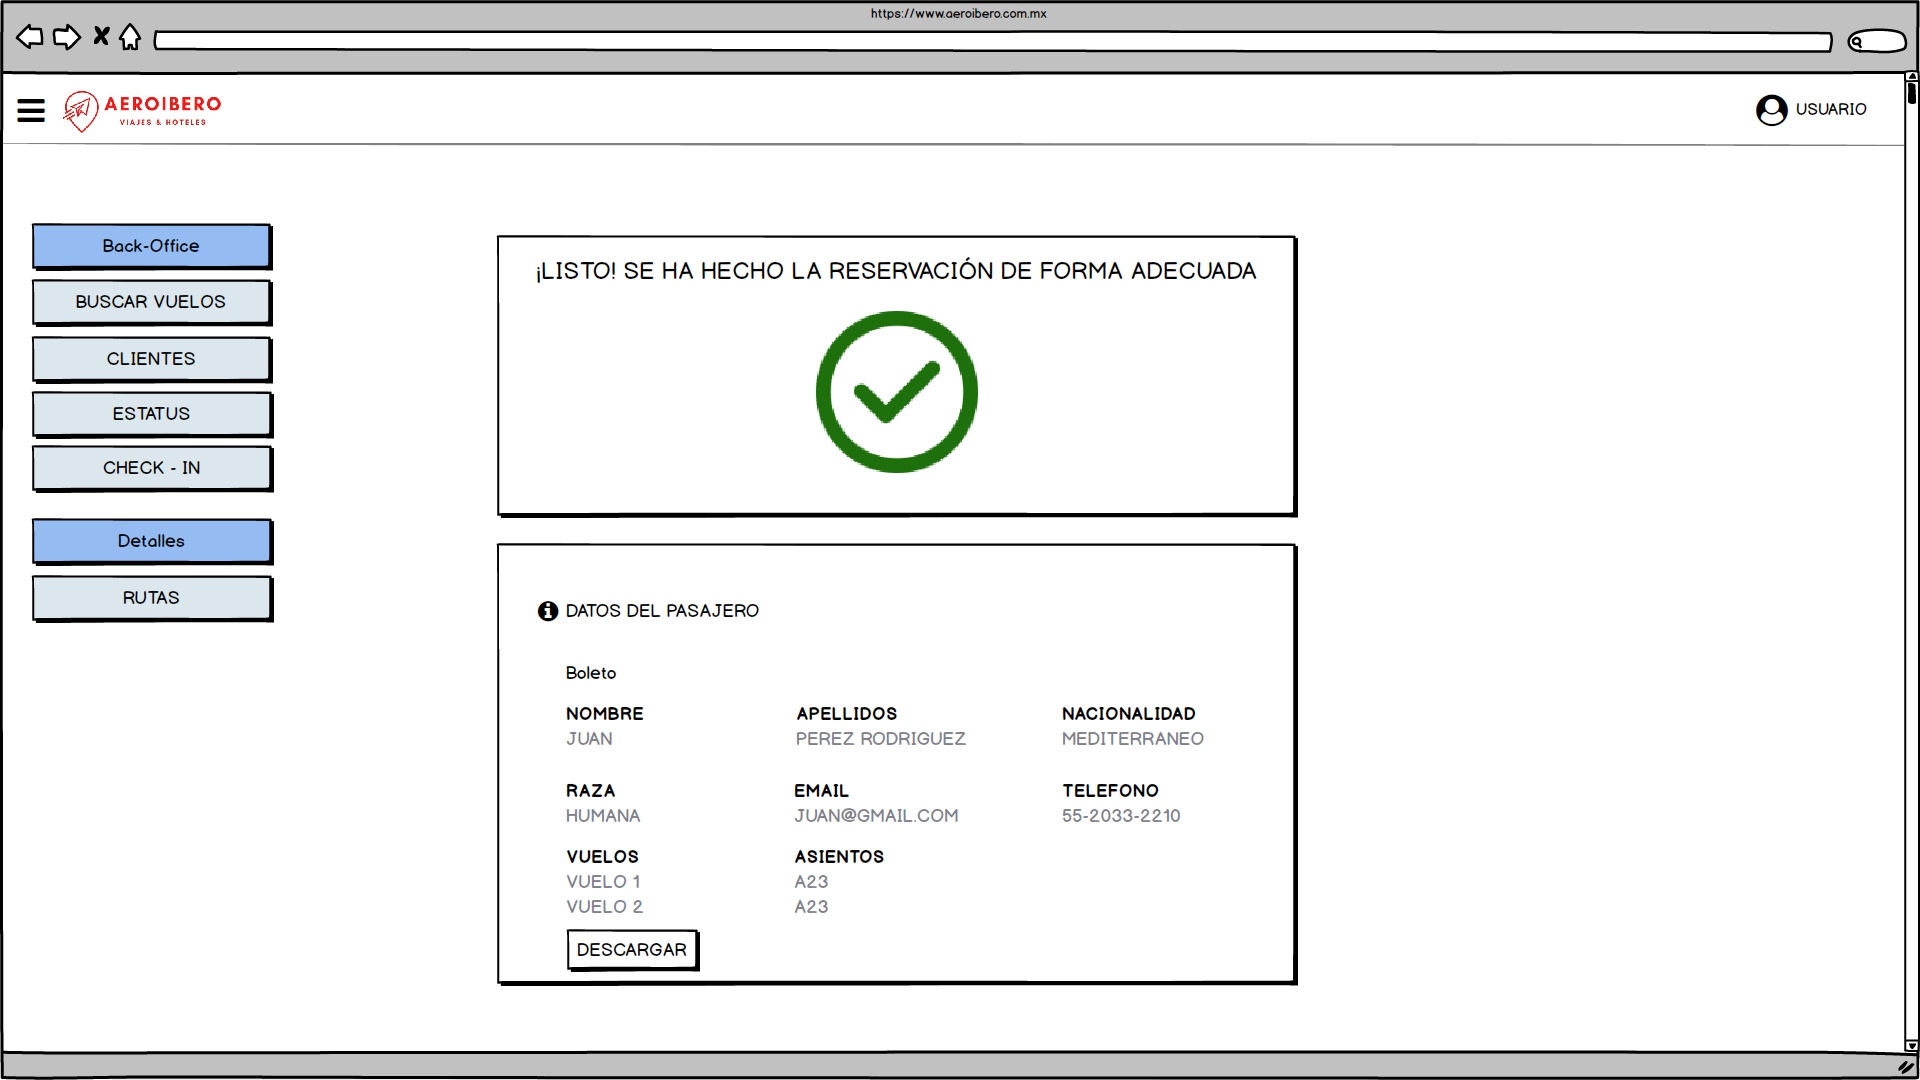 https://www.aeroibero.com.mx
AEROIBERO
VIAJES & HOTELES
USUARIO
Back-Office
BUSCAR VUELOS
CLIENTES
ESTATUS
CHECK - IN
Detalles
RUTAS
¡LISTO! SE HA HECHO LA RESERVACIÓN DE FORMA ADECUADA
DATOS DEL PASAJERO
Boleto
NOMBRE APELLIDOS NACIONALIDAD
JUAN PEREZ RODRIGUEZ MEDITERRANEO
RAZA EMAIL TELEFONO
HUMANA JUAN@GMAIL.COM 55-2033-2210
VUELOS ASIENTOS
VUELO 1 A23
VUELO 2 A23
DESCARGAR